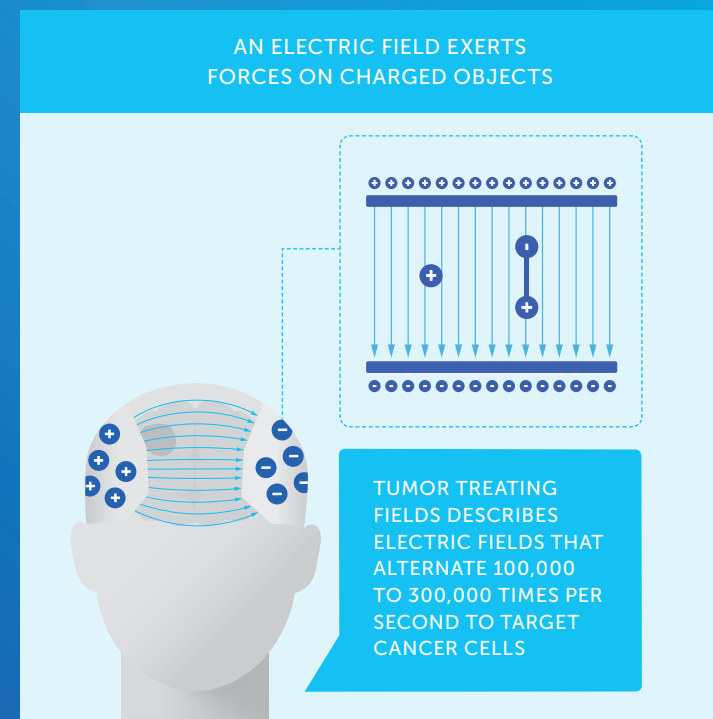 AN ELECTRIC FIELD EXERTS
FORCES ON CHARGED OBJECTS
TUMOR TREATING
FIELDS DESCRIBES
ELECTRIC FIELDS THAT
ALTERNATE 100,000
TO 300,000 TIMES PER
SECOND TO TARGET
CANCER CELLS